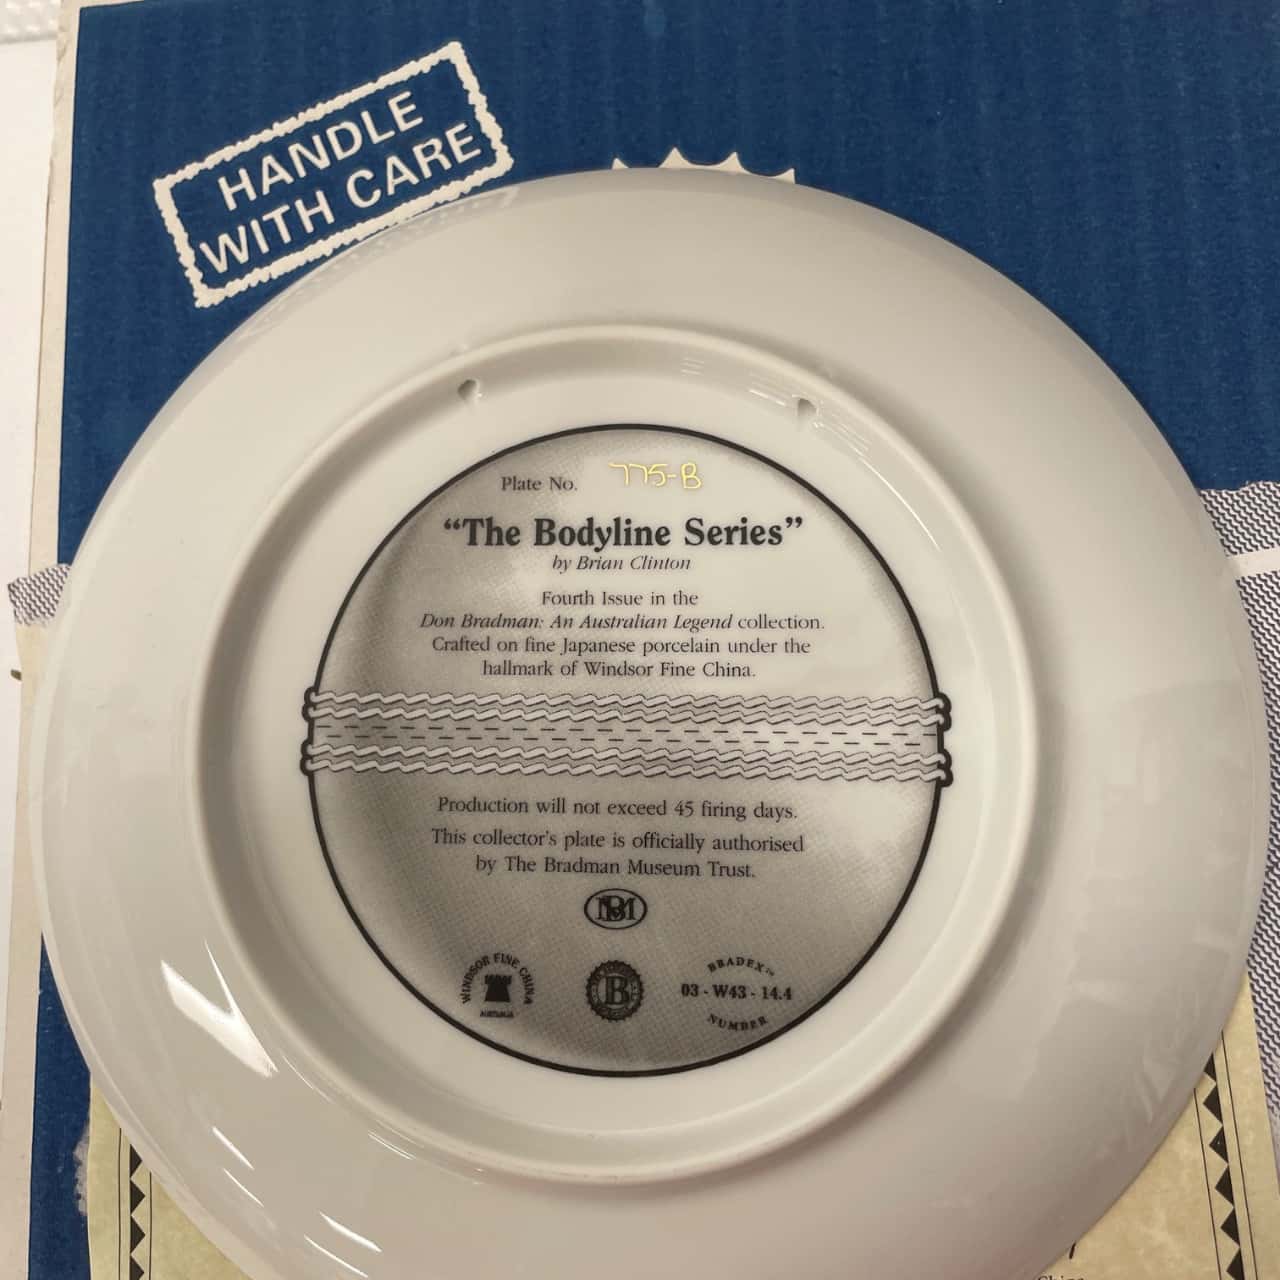 HANDLE
WITH CARE
Plate No. 775-B
“The Bodyline Series”
by Brian Clinton
Fourth Issue in the
Don Bradman: An Australian Legend collection.
Crafted on fine Japanese porcelain under the
hallmark of Windsor Fine China.
Production will not exceed 45 firing days.
This collector's plate is officially authorised
by The Bradman Museum Trust.
WINDSOR FINE CHINA
AUSTRALIA
B
BRADEX™
03 - W43 - 14.4
NUMBER
China